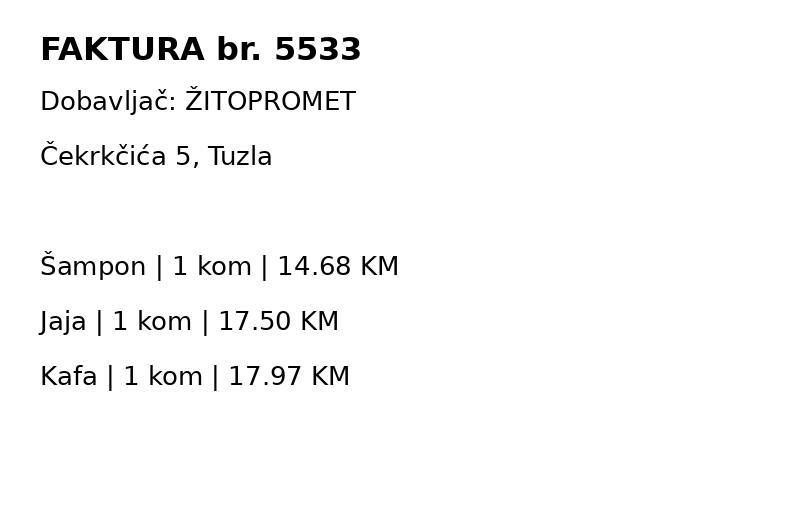 FAKTURA br. 5533
Dobavljač: ŽITOPROMET
Čekrkčića 5, Tuzla
Šampon | 1 kom | 14.68 KM
Jaja | 1 kom | 17.50 KM
Kafa | 1 kom | 17.97 KM